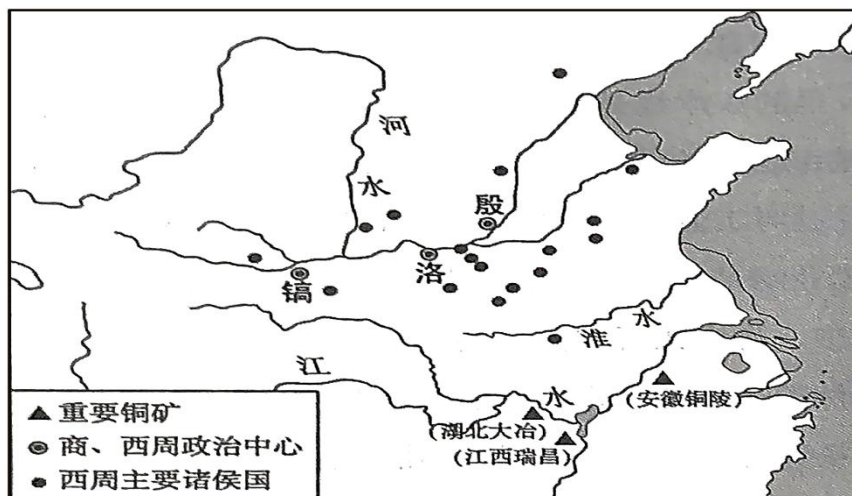 河
水
殷
洛
镐
淮
水
江
水
(安徽铜陵)
(湖北大冶)
(江西瑞昌)
重要铜矿
商、西周政治中心
西周主要诸侯国